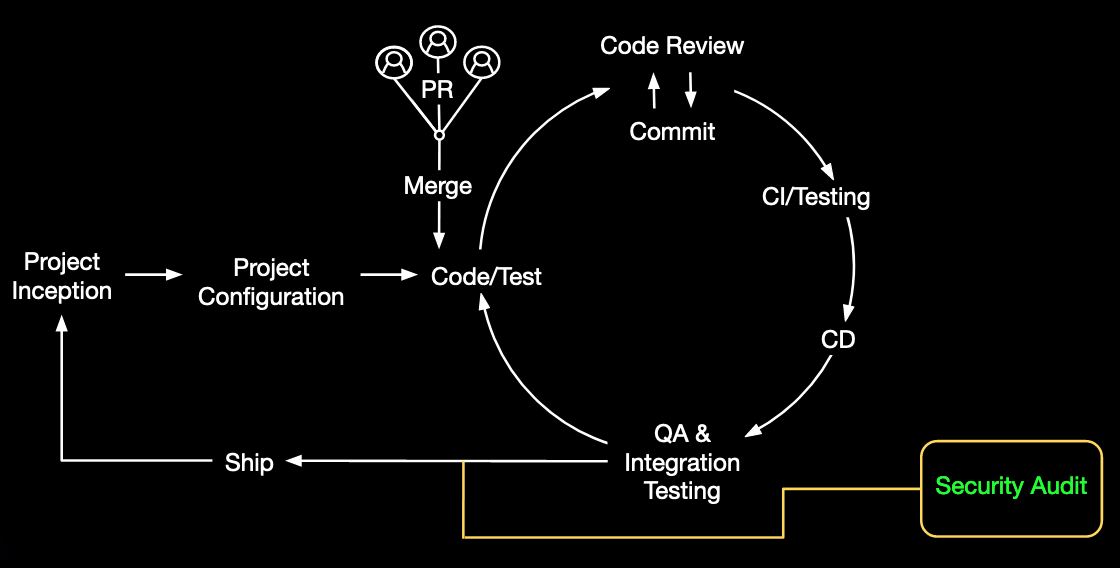 Code Review
PR
Commit
Merge
CI/Testing
Project
Inception
Project
Configuration
Code/Test
CD
QA &
Integration
Testing
Ship
Security Audit